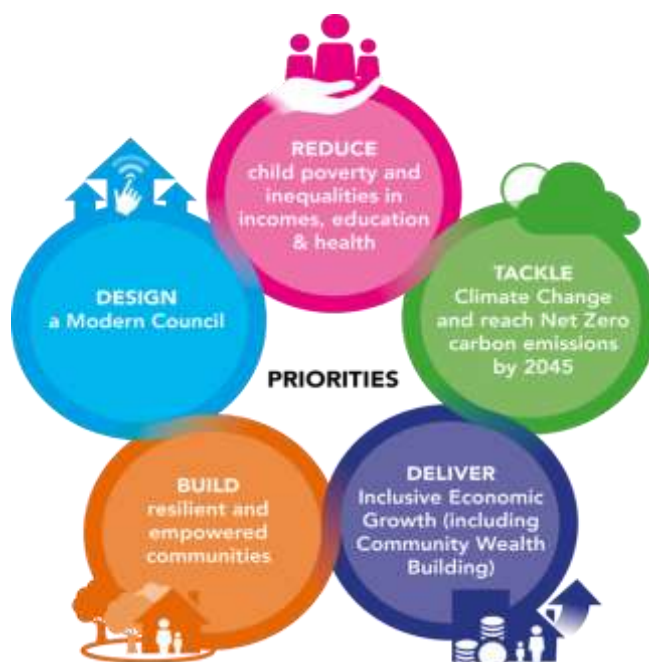 REDUCE
child poverty and
inequalities in
incomes, education
& health
TACKLE
Climate Change
and reach Net Zero
carbon emissions
by 2045
DELIVER
Inclusive Economic
Growth (including
Community Wealth
Building)
BUILD
resilient and
empowered
communities
DESIGN
a Modern Council
PRIORITIES